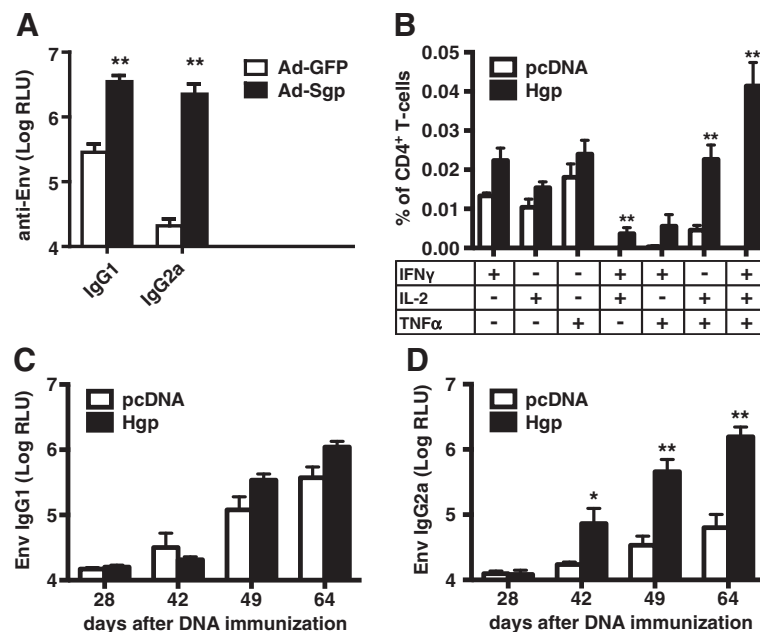 A
anti-Env (Log RLU)
7
6
5
4
**
**
Ad-GFP
Ad-Sgp
IgG1
IgG2a
B
% of CD4+ T-cells
0.05
0.04
0.03
0.02
0.01
0.00
pcDNA
Hgp
**
**
**
IFNγ + - - + + - +
IL-2 - + - + - + +
TNFα - - + - + + +
C
Env IgG1 (Log RLU)
7
6
5
4
pcDNA
Hgp
28 42 49 64
days after DNA immunization
D
Env IgG2a (Log RLU)
7
6
5
4
pcDNA
Hgp
*
**
**
28 42 49 64
days after DNA immunization